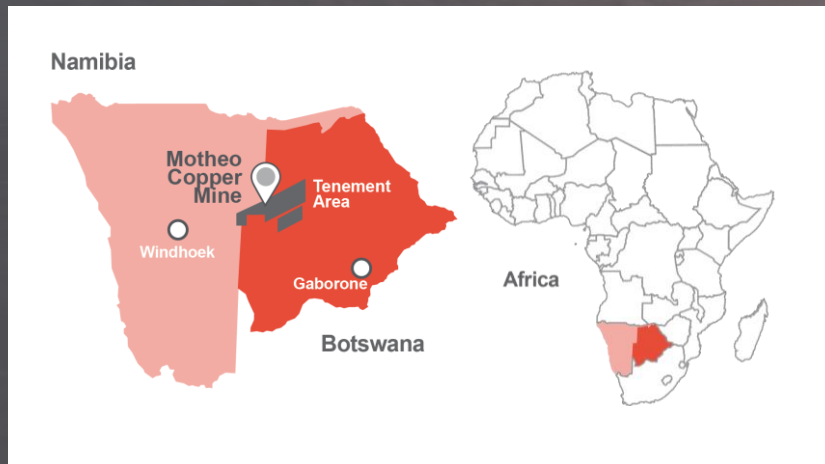 Namibia
Motheo
Copper
Mine
Tenement
Area
Windhoek
Gaborone
Botswana
Africa